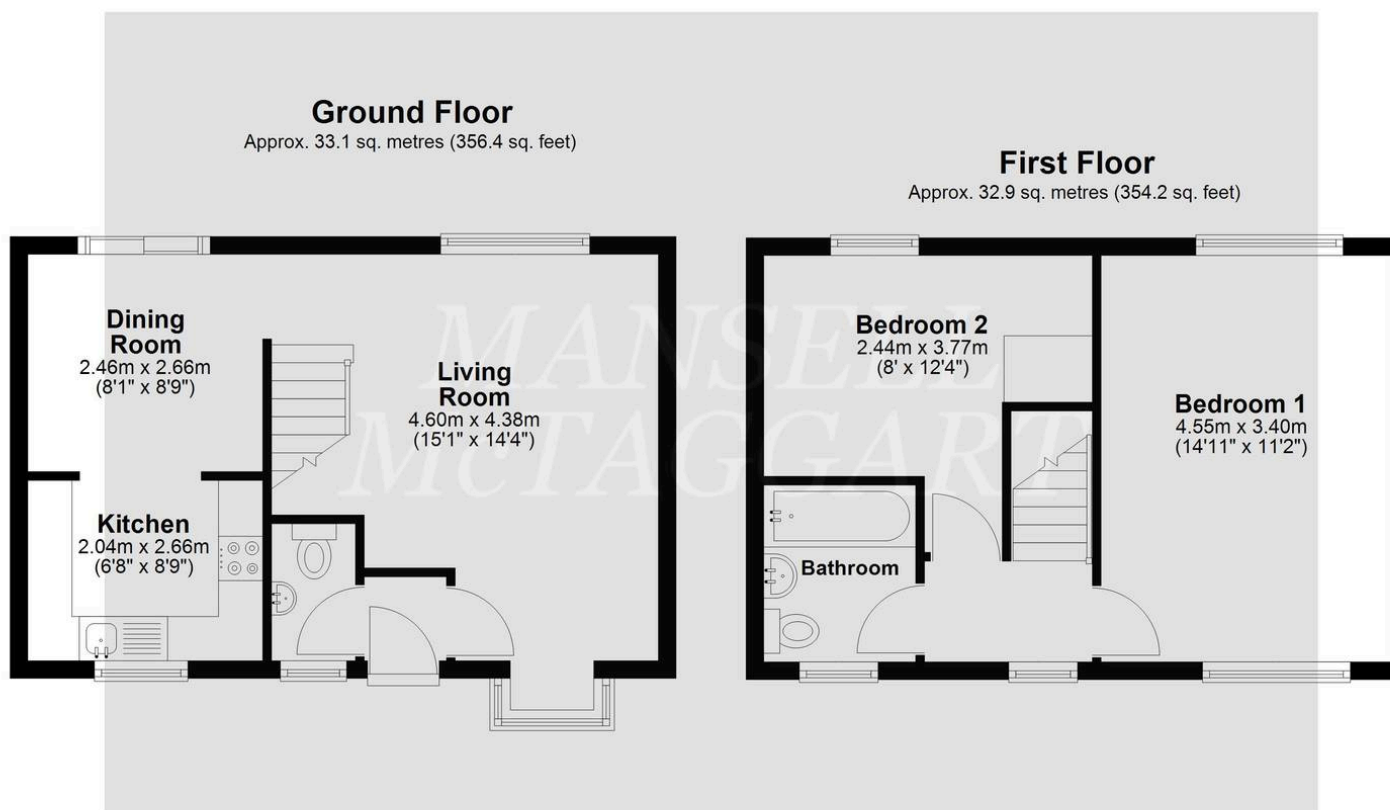 Ground Floor
Approx. 33.1 sq. metres (356.4 sq. feet)
First Floor
Approx. 32.9 sq. metres (354.2 sq. feet)
Dining
Room
2.46m x 2.66m
(8'1" x 8'9")
Living
Room
4.60m x 4.38m
(15'1" x 14'4")
Kitchen
2.04m x 2.66m
(6'8" x 8'9")
Bedroom 2
2.44m x 3.77m
(8' x 12'4")
Bedroom 1
4.55m x 3.40m
(14'11" x 11'2")
Bathroom
MANSELL
McTAGGART